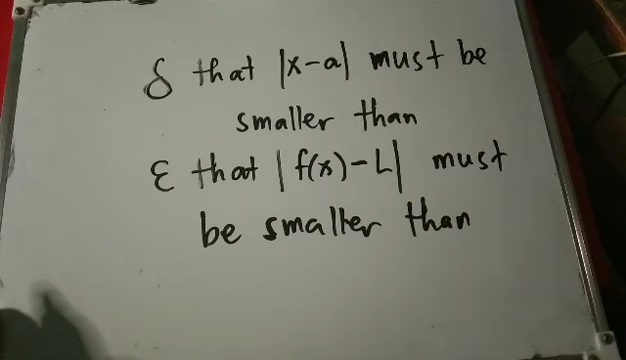 δ that |x-a| must be
smaller than
ε that |f(x)-L| must
be smaller than